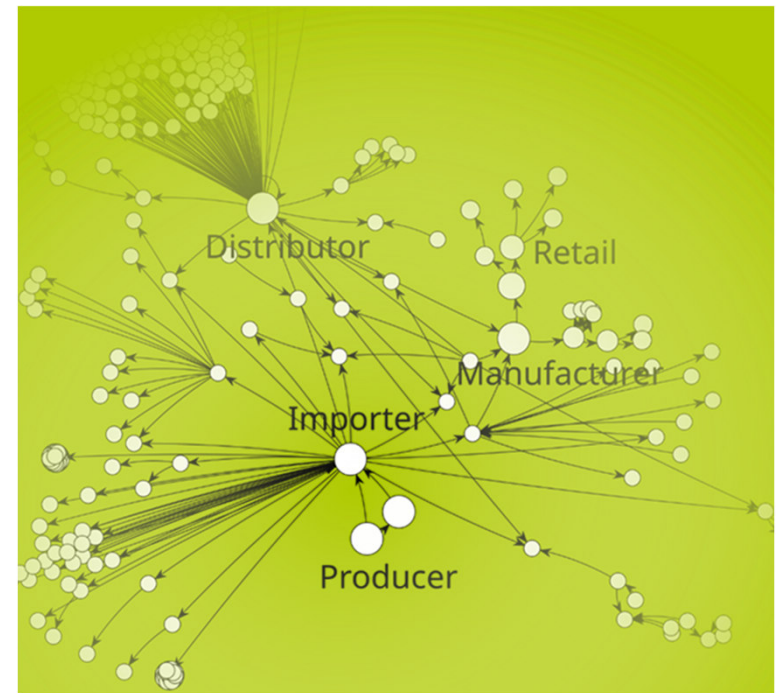 Distributor
Retail
Manufacturer
Importer
Producer